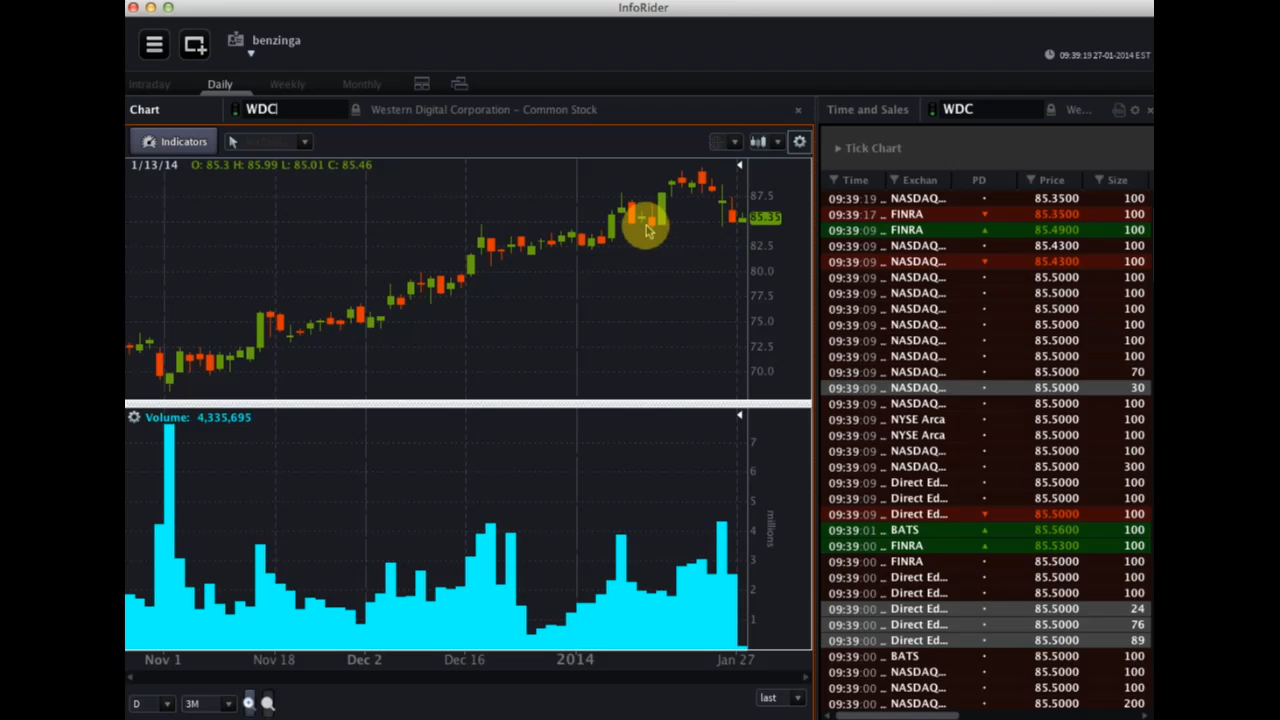 InfoRider
benzinga
09:39:19 27-01-2014 EST
Intraday Daily Weekly Monthly
Chart WDC Western Digital Corporation - Common Stock ×
Time and Sales WDC We... ×
Indicators
Tick Chart
1/13/14 O: 85.3 H: 85.99 L: 85.01 C: 85.46
Time Exchan PD Price Size
87.5
85.35
82.5
80.0
77.5
75.0
72.5
70.0
09:39:19 .. NASDAQ... 85.3500 100
09:39:17 .. FINRA 85.3500 100
09:39:09 .. FINRA 85.4900 100
09:39:09 .. NASDAQ... 85.4300 100
09:39:09 .. NASDAQ... 85.4300 100
09:39:09 .. NASDAQ... 85.5000 100
09:39:09 .. NASDAQ... 85.5000 100
09:39:09 .. NASDAQ... 85.5000 100
09:39:09 .. NASDAQ... 85.5000 100
09:39:09 .. NASDAQ... 85.5000 100
09:39:09 .. NASDAQ... 85.5000 100
09:39:09 .. NASDAQ... 85.5000 70
09:39:09 .. NASDAQ... 85.5000 30
09:39:09 .. NASDAQ... 85.5000 100
09:39:09 .. NYSE Arca 85.5000 100
09:39:09 .. NYSE Arca 85.5000 100
09:39:09 .. NASDAQ... 85.5000 100
09:39:09 .. NASDAQ... 85.5000 300
09:39:09 .. Direct Ed... 85.5000 100
09:39:09 .. Direct Ed... 85.5000 100
09:39:09 .. Direct Ed... 85.5000 100
09:39:01 .. BATS 85.5600 100
09:39:00 .. FINRA 85.5300 100
09:39:00 .. FINRA 85.5000 100
09:39:00 .. Direct Ed... 85.5000 100
09:39:00 .. Direct Ed... 85.5000 100
09:39:00 .. Direct Ed... 85.5000 24
09:39:00 .. Direct Ed... 85.5000 76
09:39:00 .. Direct Ed... 85.5000 89
09:39:00 .. BATS 85.5000 100
09:39:00 .. NASDAQ... 85.5000 100
09:39:00 .. NASDAQ... 85.5000 100
09:39:00 .. NASDAQ... 85.5000 200
Volume: 4,335,695
7
6
5
4
3
2
1
millions
Nov 1 Nov 18 Dec 2 Dec 16 2014 Jan 27
D 3M last